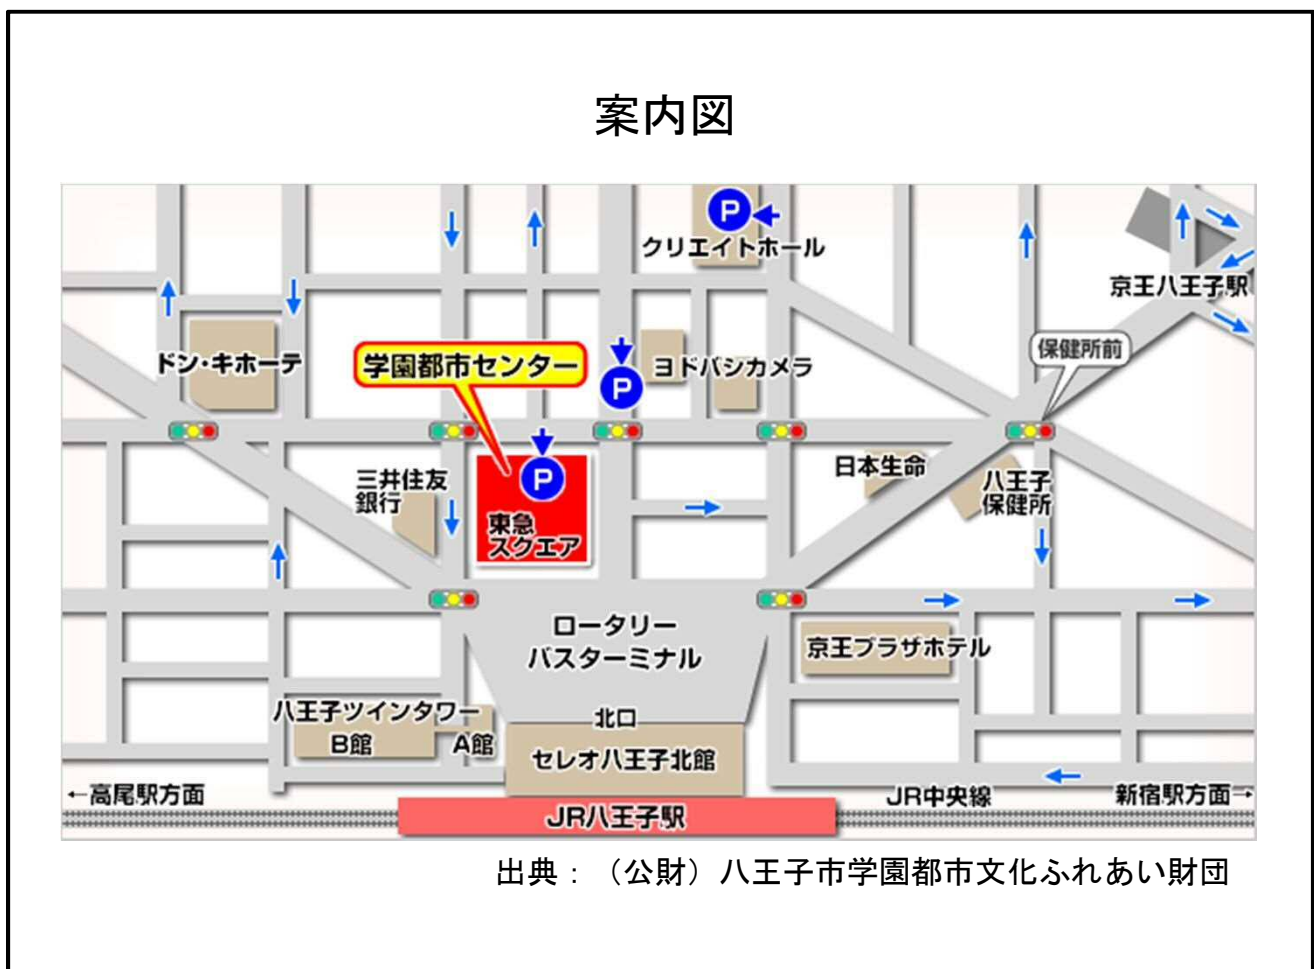 案内図
P
クリエイトホール
京王八王子駅
保健所前
ドン・キホーテ
学園都市センター
P
ヨドバシカメラ
三井住友
銀行
P
東急
スクエア
日本生命
八王子
保健所
ロータリー
バスターミナル
京王プラザホテル
八王子ツインタワー
B館
A館
北口
セレオ八王子北館
←高尾駅方面
JR中央線
新宿駅方面→
JR八王子駅
出典：（公財）八王子市学園都市文化ふれあい財団